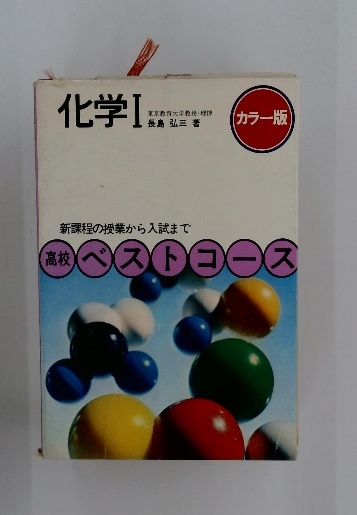 化学I
東京教育大学教授・理博
長島 弘三 著
カラー版
新課程の授業から入試まで
高校ベストコース